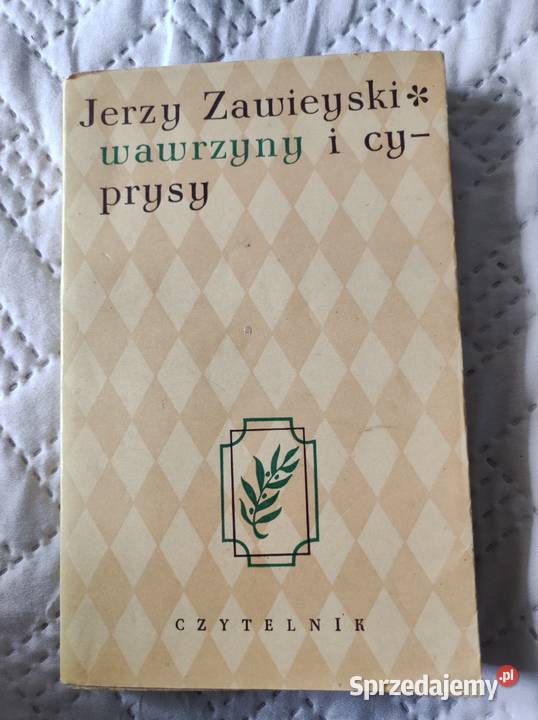 Jerzy Zawieyski*
wawrzyny i cy-
prysy
CZYTELNIK
Sprzedajemy.pl